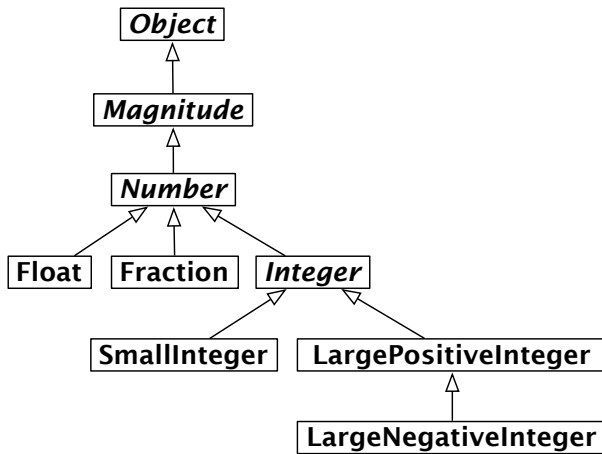 Object
Magnitude
Number
Float
Fraction
Integer
SmallInteger
LargePositiveInteger
LargeNegativeInteger